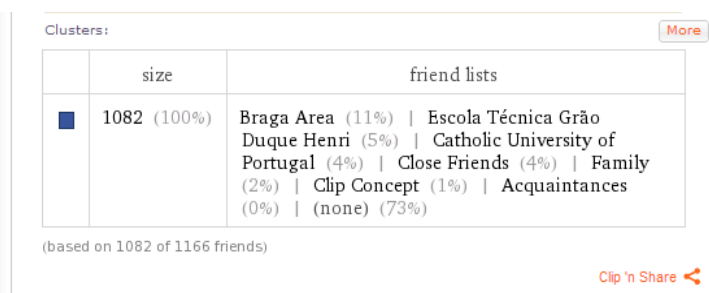 Clusters:
More
size
friend lists
1082 (100%)
Braga Area (11%) | Escola Técnica Grão
Duque Henri (5%) | Catholic University of
Portugal (4%) | Close Friends (4%) | Family
(2%) | Clip Concept (1%) | Acquaintances
(0%) | (none) (73%)
(based on 1082 of 1166 friends)
Clip 'n Share